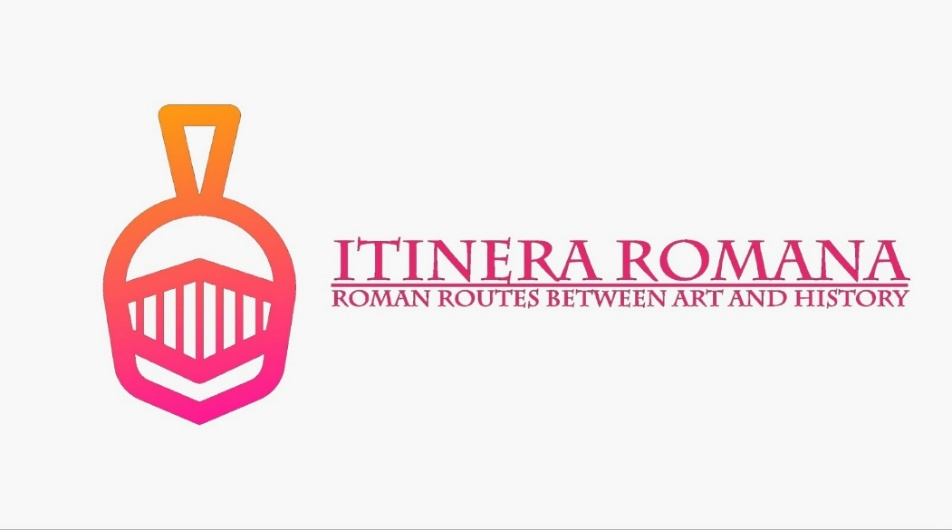 ITINERA ROMANA
ROMAN ROUTES BETWEEN ART AND HISTORY